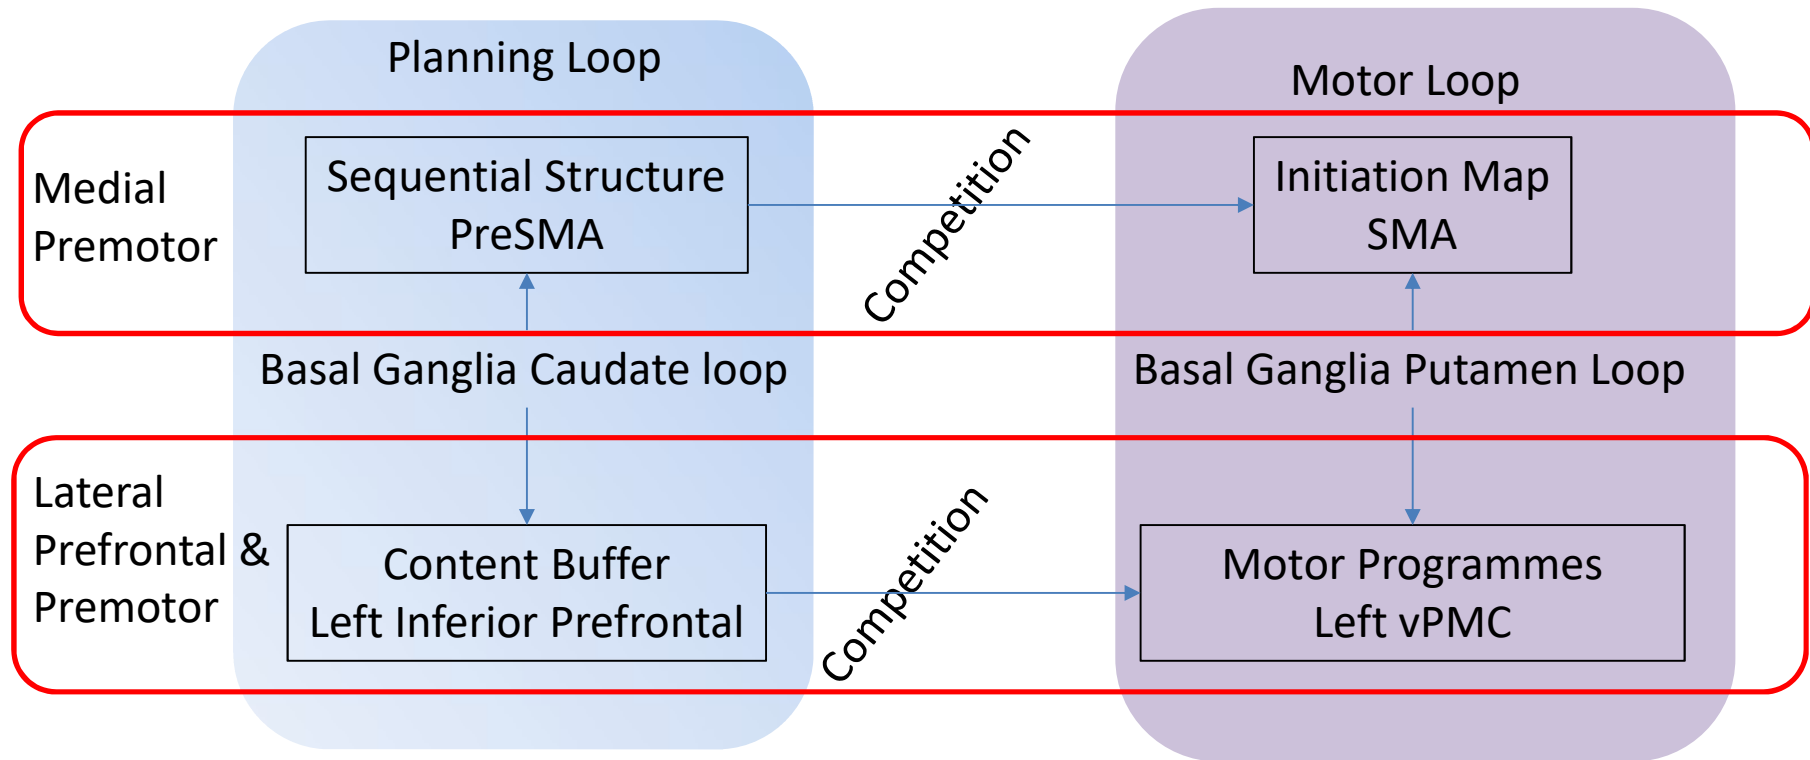 Planning Loop
Motor Loop
Medial
Premotor
Sequential Structure
PreSMA
Competition
Initiation Map
SMA
Basal Ganglia Caudate loop
Basal Ganglia Putamen Loop
Lateral
Prefrontal &
Premotor
Content Buffer
Left Inferior Prefrontal
Competition
Motor Programmes
Left vPMC